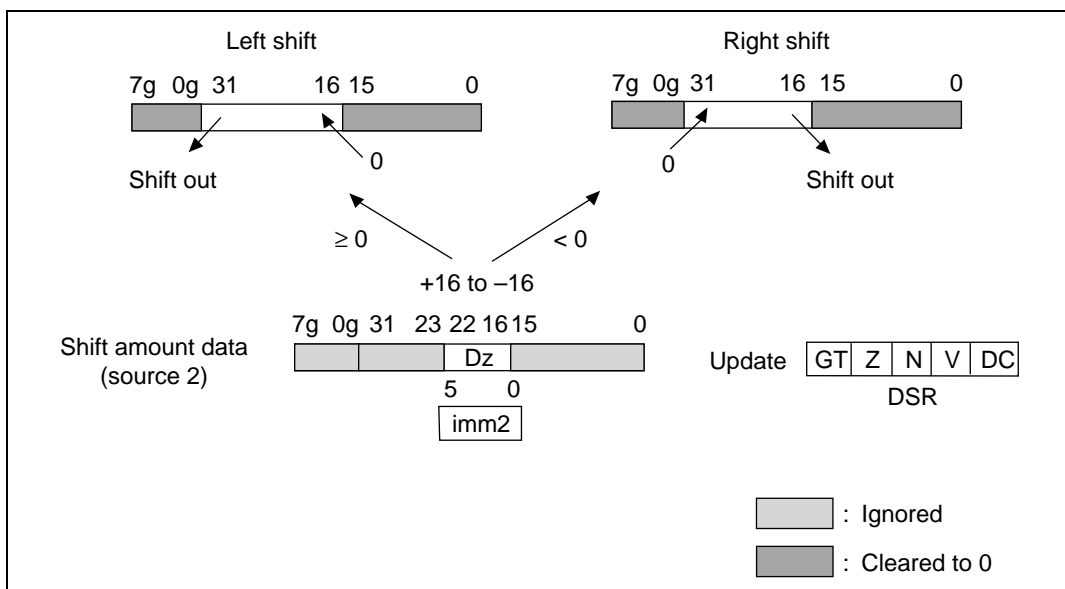 Left shift
Right shift
7g 0g 31 16 15 0
7g 0g 31 16 15 0
0
Shift out
0
Shift out
≥ 0
< 0
+16 to –16
7g 0g 31 23 22 16 15 0
Shift amount data
(source 2)
Dz
Update
GT Z N V DC
5 0
DSR
imm2
: Ignored
: Cleared to 0